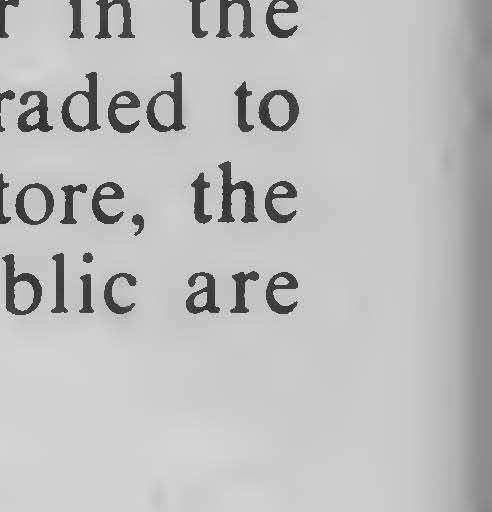 r in the
raded to
tore, the
blic are